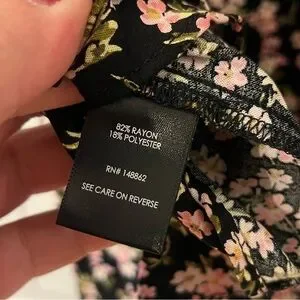 82% RAYON
18% POLYESTER
RN# 148862
SEE CARE ON REVERSE